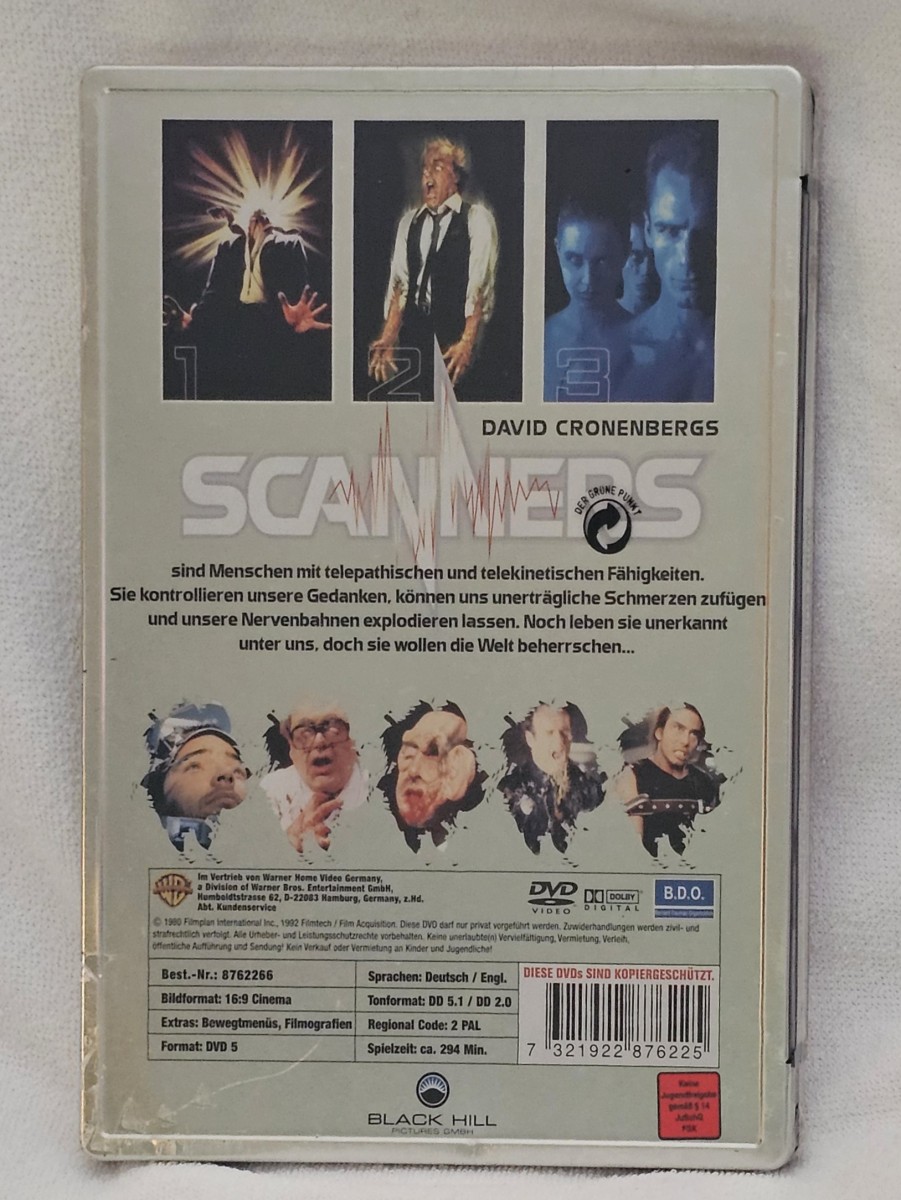 1
2
3
DAVID CRONENBERGS
SCANNERS
DER GRÜNE PUNKT
sind Menschen mit telepathischen und telekinetischen Fähigkeiten.
Sie kontrollieren unsere Gedanken, können uns unerträgliche Schmerzen zufügen
und unsere Nervenbahnen explodieren lassen. Noch leben sie unerkannt
unter uns, doch sie wollen die Welt beherrschen...
Im Vertrieb von Warner Home Video Germany,
a Division of Warner Bros. Entertainment GmbH,
Humboldtstrasse 62, D-22083 Hamburg, Germany, z.Hd.
Abt. Kundenservice
DVD
VIDEO
DOLBY
DIGITAL
B.D.O.
© 1980 Filmplan International Inc., 1992 Filmtech / Film Acquisition. Diese DVD darf nur privat vorgeführt werden. Zuwiderhandlungen werden zivil- und
strafrechtlich verfolgt. Alle Urheber- und Leistungsschutzrechte vorbehalten. Keine unerlaubte(n) Vervielfältigung, Vermietung, Verleih,
öffentliche Aufführung und Sendung! Kein Verkauf oder Vermietung an Kinder und Jugendliche!
Best.-Nr.: 8762266
Sprachen: Deutsch / Engl.
Bildformat: 16:9 Cinema
Tonformat: DD 5.1 / DD 2.0
Extras: Bewegtmenüs, Filmografien
Regional Code: 2 PAL
Format: DVD 5
Spielzeit: ca. 294 Min.
DIESE DVDs SIND KOPIERGESCHÜTZT.
7 321922 876225
BLACK HILL
PICTURES GMBH
Keine
Jugendfreigabe
gemäß § 14
JuSchG
FSK